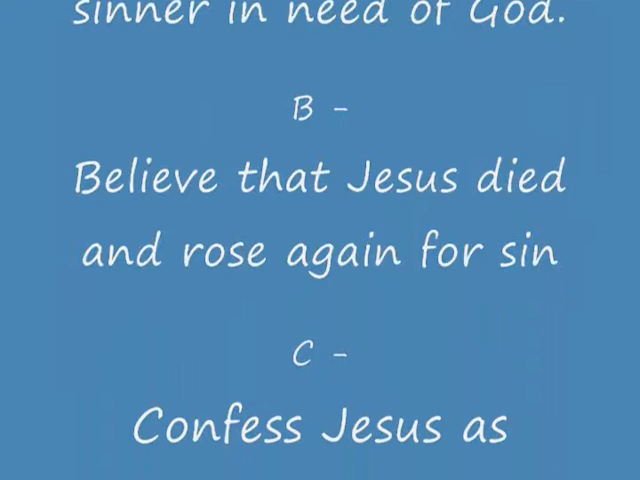 sinner in need of God.
B -
Believe that Jesus died
and rose again for sin
C -
Confess Jesus as